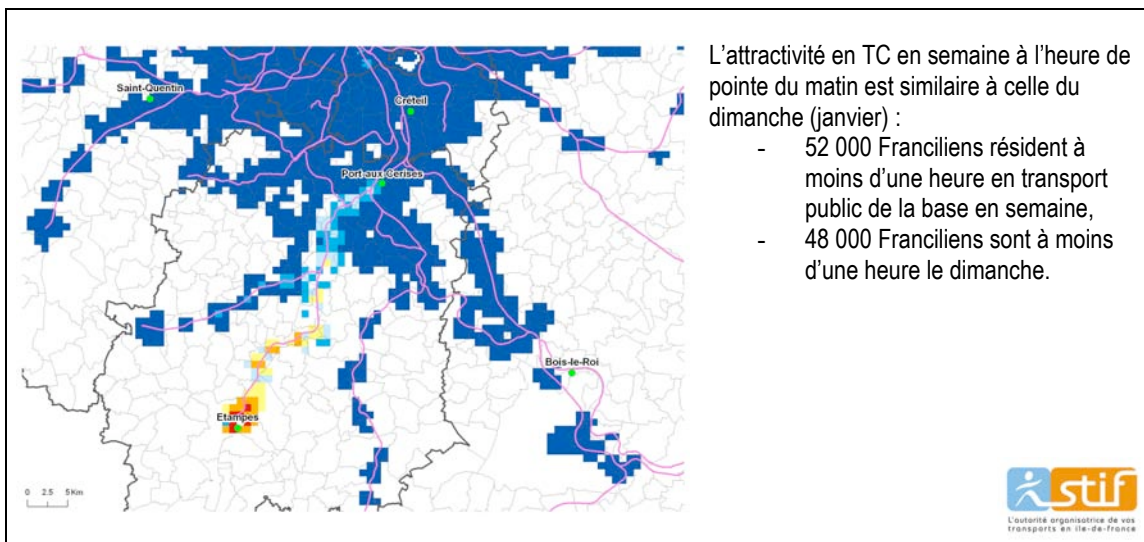 Saint-Quentin
Créteil
Port-aux-Cerises
Bois-le-Roi
Etampes
0 2.5 5 Km
L'attractivité en TC en semaine à l'heure de
pointe du matin est similaire à celle du
dimanche (janvier) :
- 52 000 Franciliens résident à
moins d'une heure en transport
public de la base en semaine,
- 48 000 Franciliens sont à moins
d'une heure le dimanche.
stif
L'autorité organisatrice de vos
transports en île-de-france